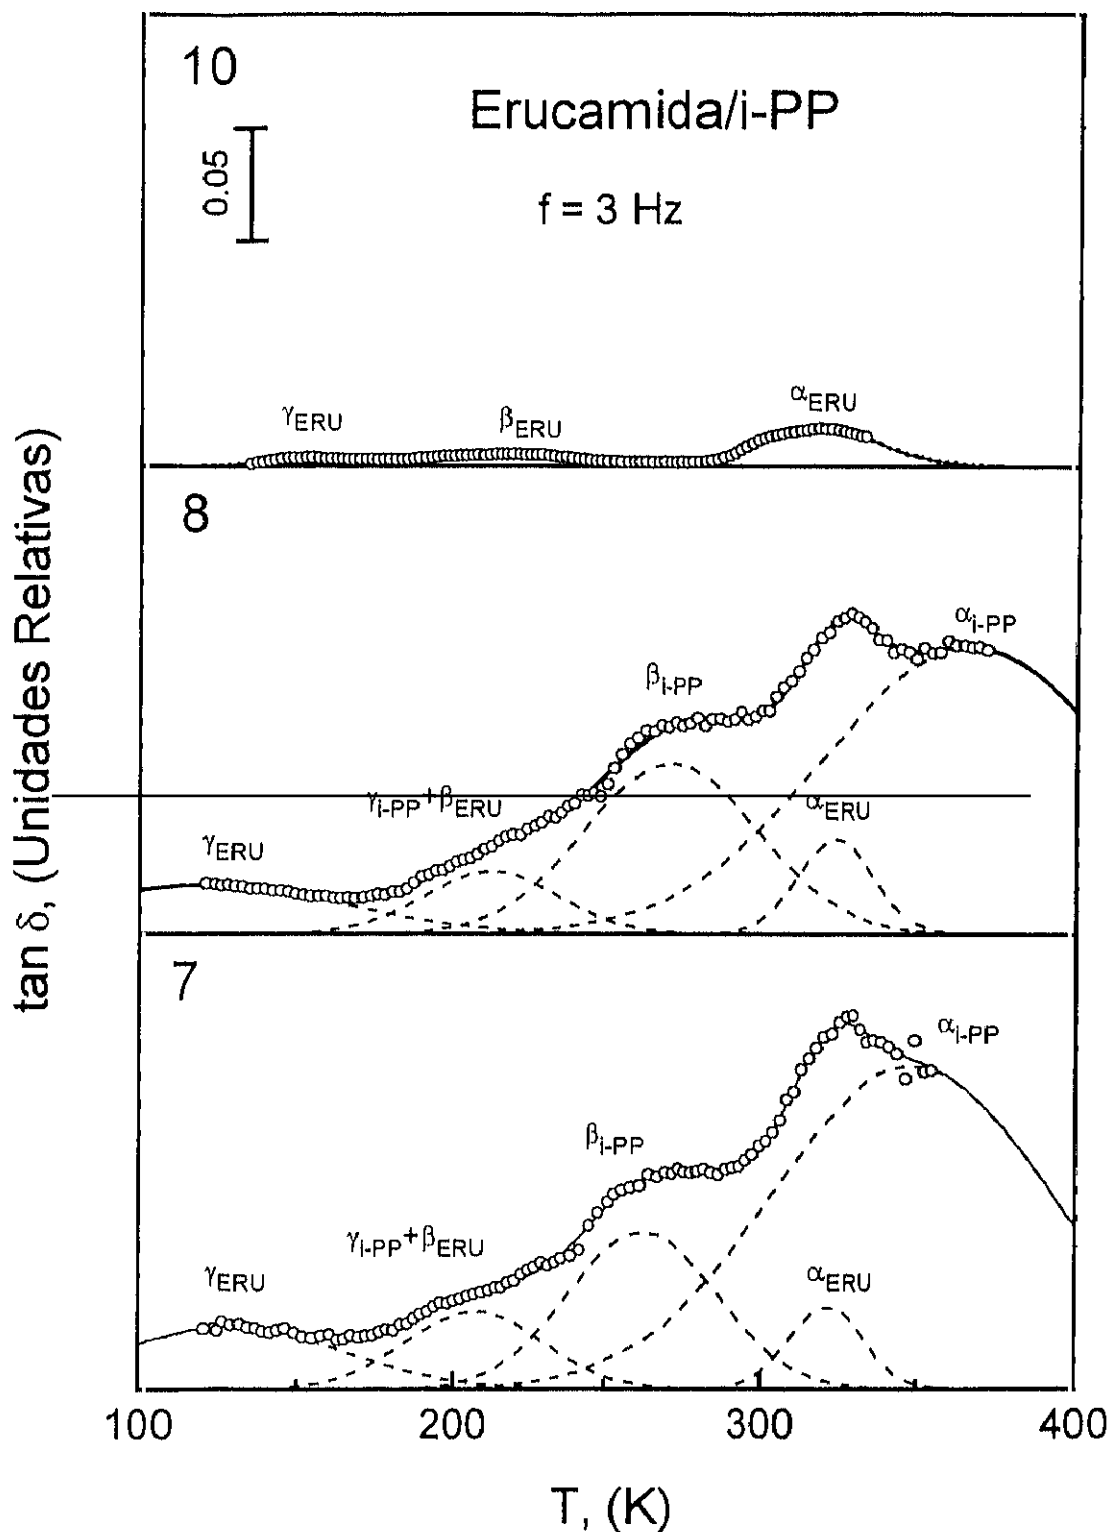 10
Erucamida/i-PP
0.05
f = 3 Hz
γERU
βERU
αERU
tan δ, (Unidades Relativas)
8
αi-PP
βi-PP
γi-PP+βERU
αERU
γERU
7
αi-PP
βi-PP
γi-PP+βERU
γERU
αERU
100 200 300 400
T, (K)